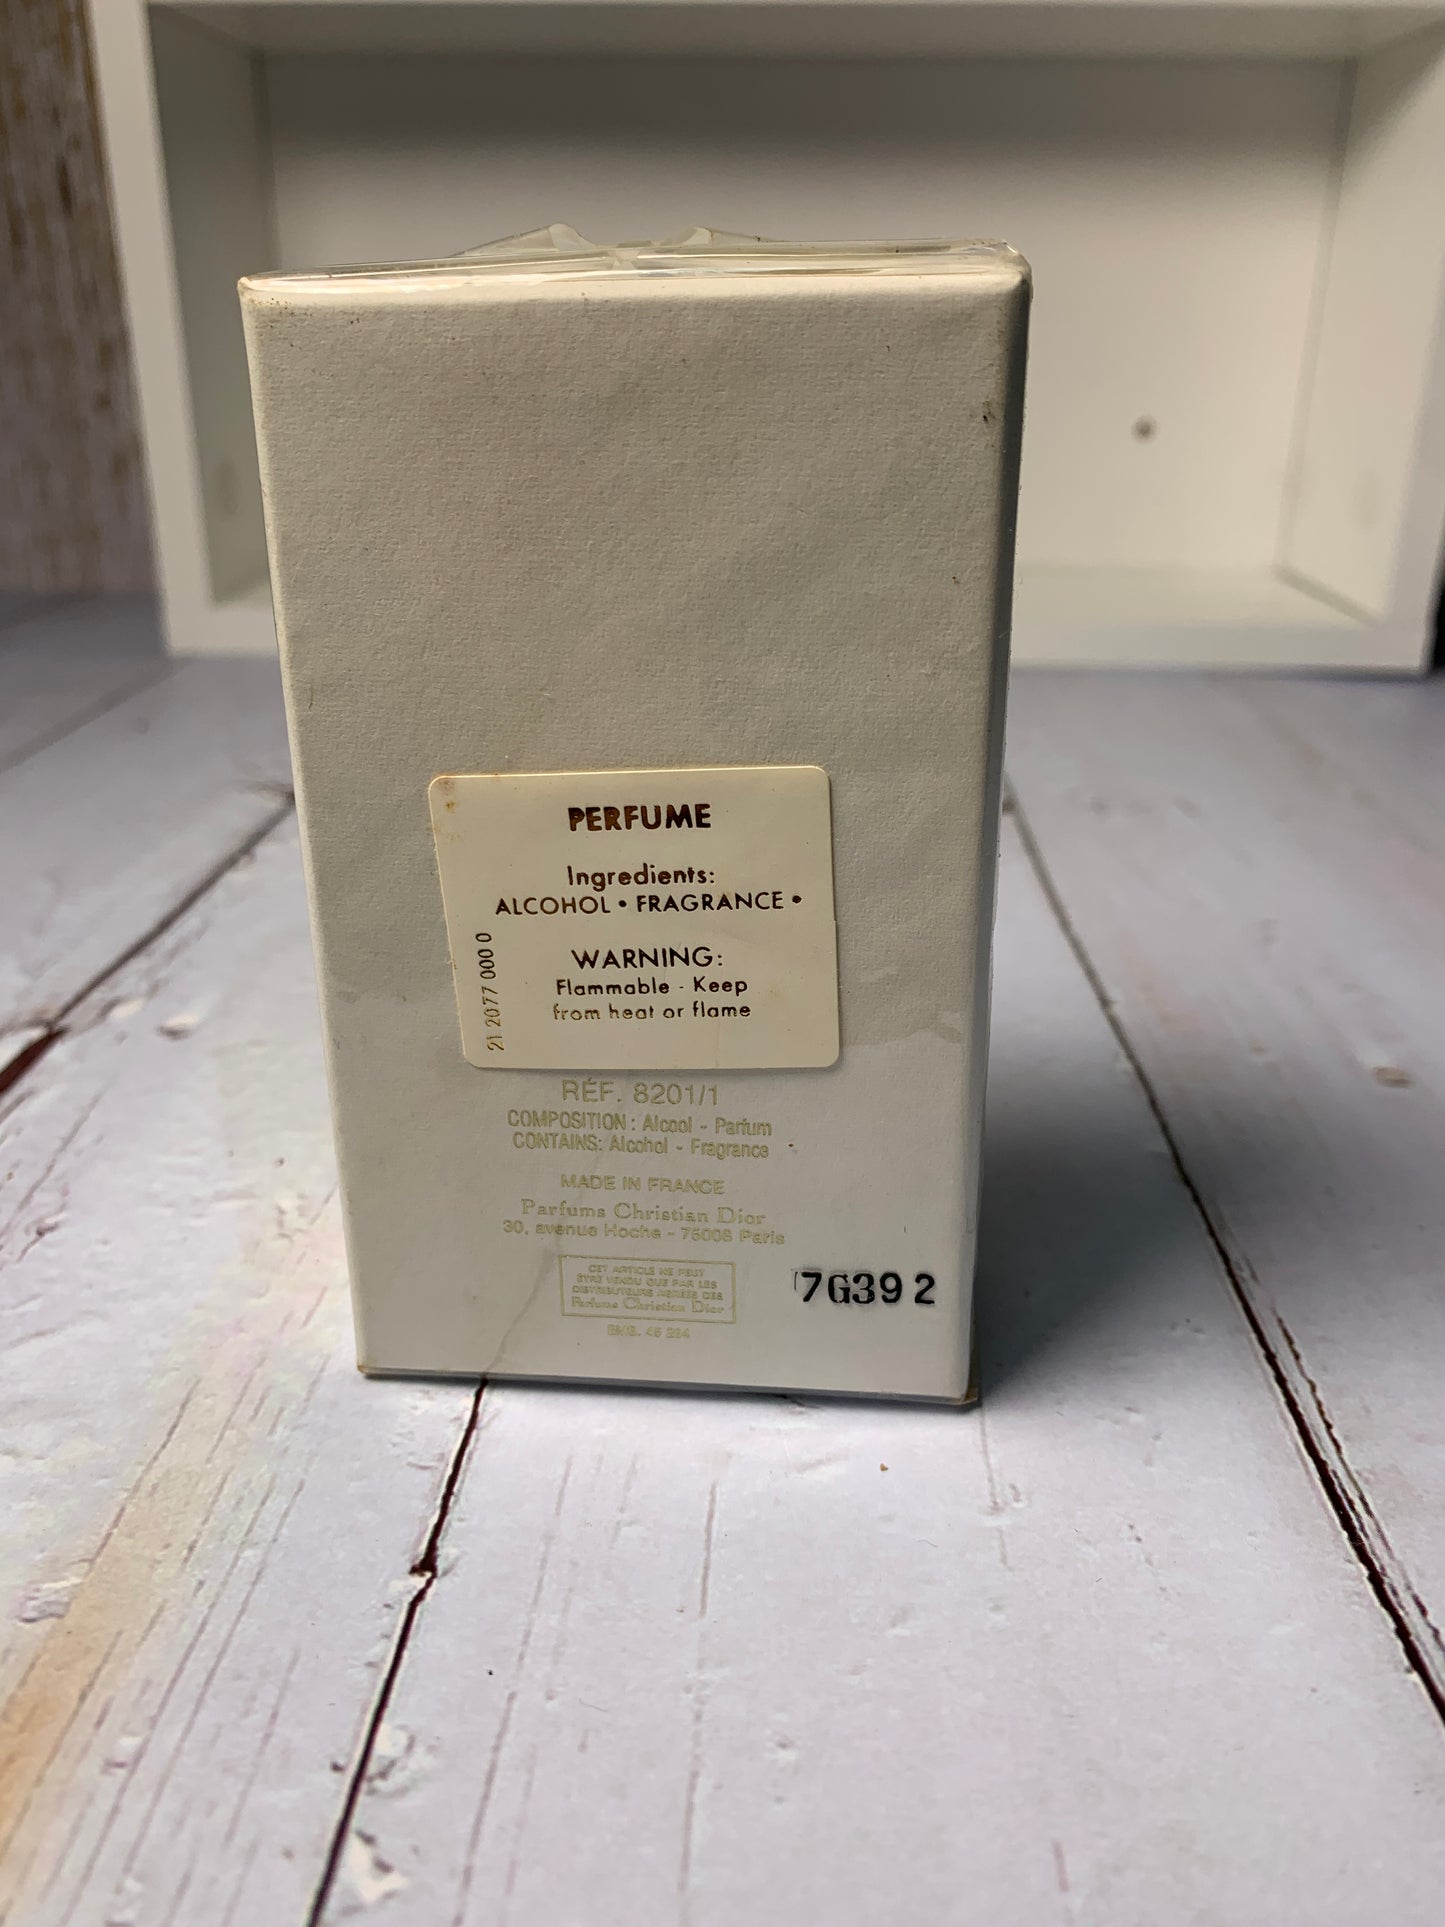 PERFUME
Ingredients:
ALCOHOL • FRAGRANCE •
WARNING:
Flammable - Keep
from heat or flame
21 2077 000 0
RÉF. 8201/1
COMPOSITION : Alcool - Parfum
CONTAINS: Alcohol - Fragrance
MADE IN FRANCE
Parfums Christian Dior
30, avenue Hoche - 75008 Paris
CET ARTICLE NE PEUT
ÊTRE VENDU QUE PAR LES
DISTRIBUTEURS AGRÉÉS DES
Parfums Christian Dior
7G39 2